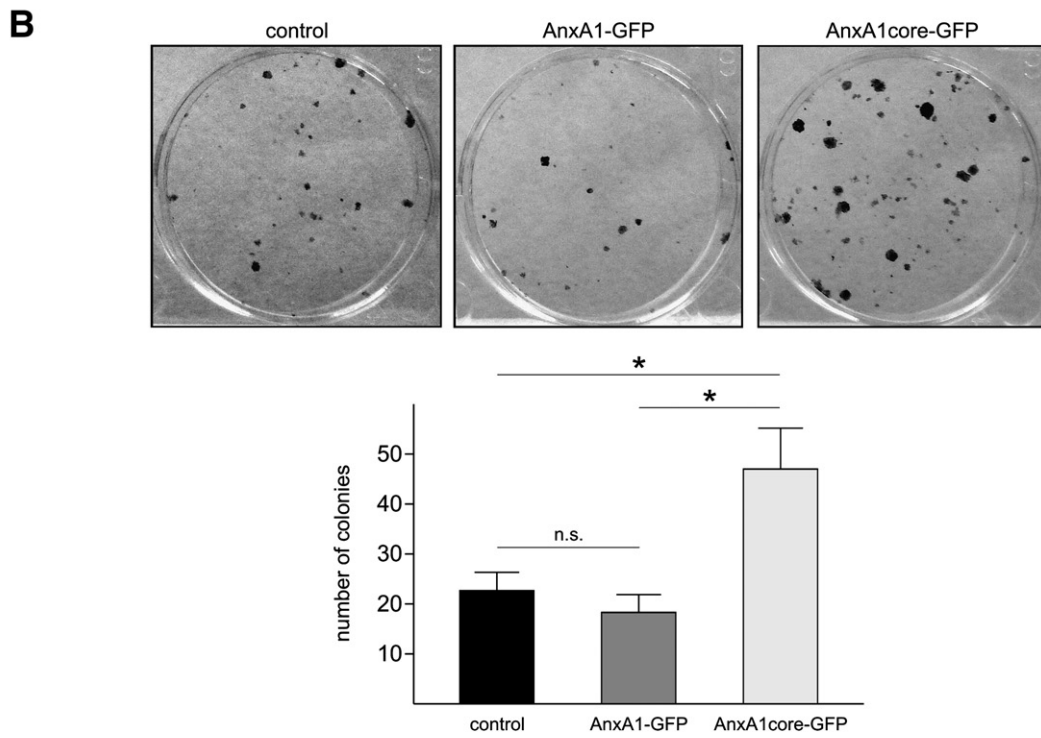 B
control
AnxA1-GFP
AnxA1core-GFP
*
*
number of colonies
50
40
30
20
10
n.s.
control
AnxA1-GFP
AnxA1core-GFP